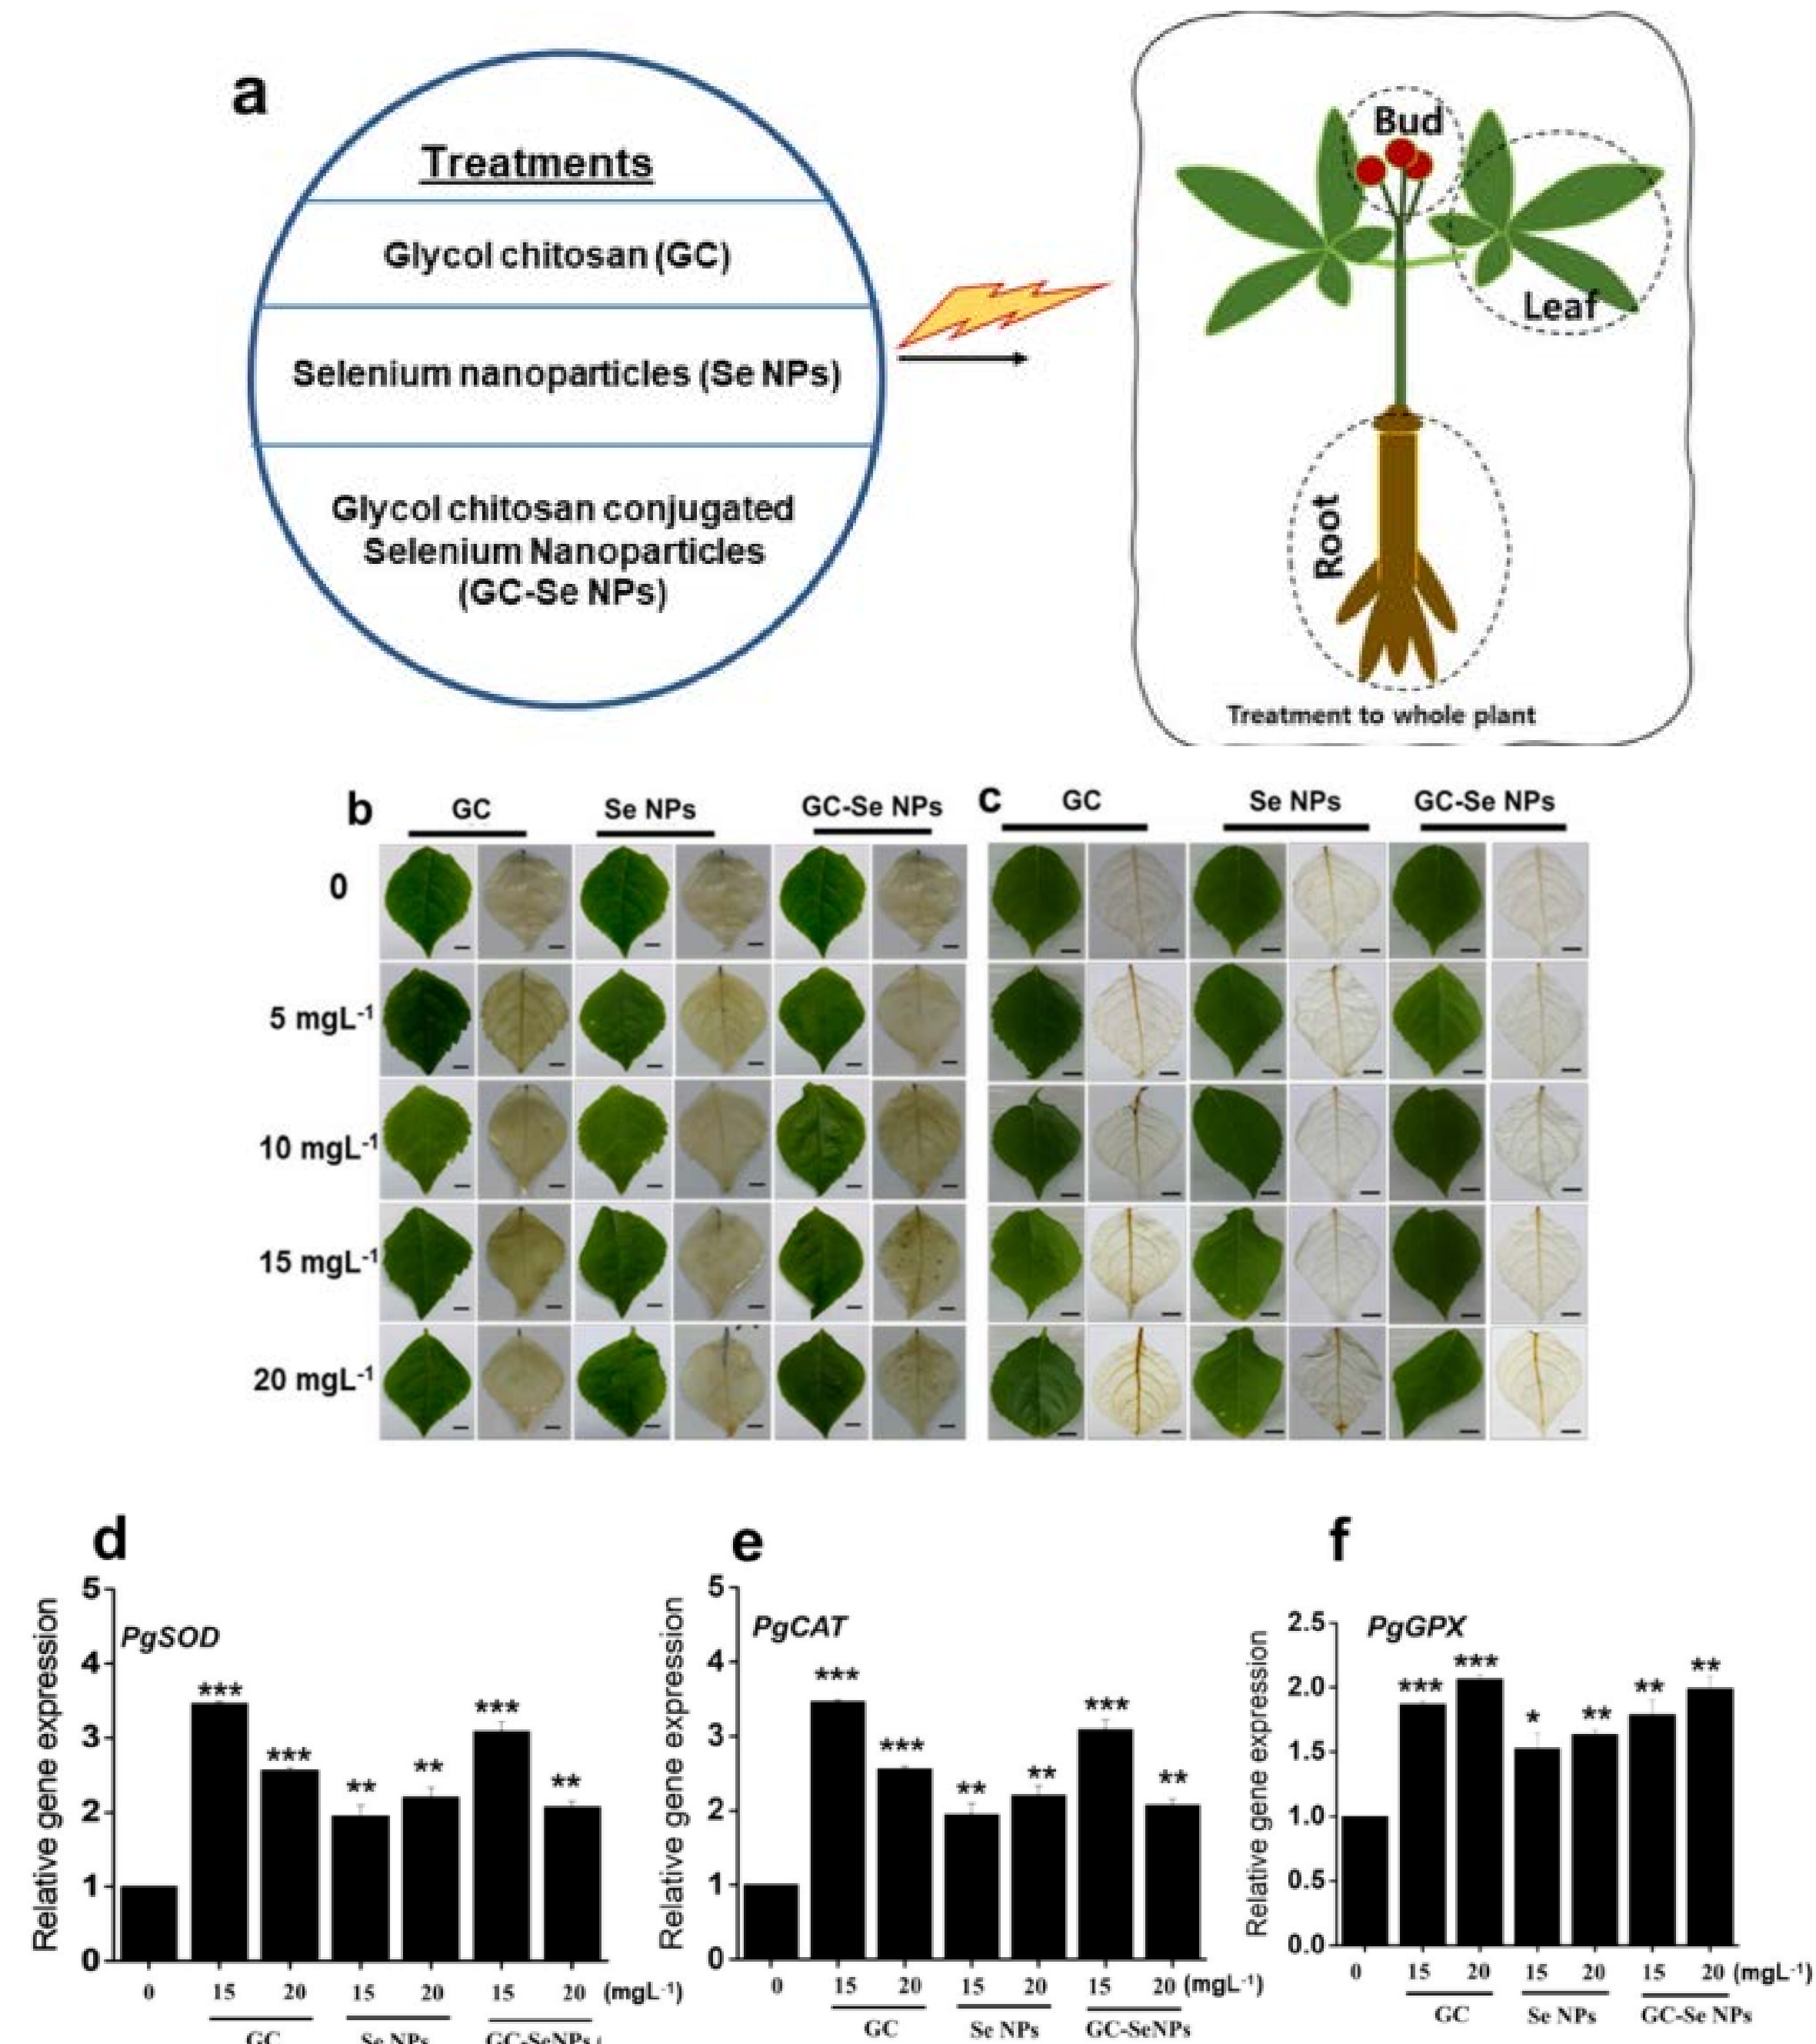 a
Treatments
Glycol chitosan (GC)
Selenium nanoparticles (Se NPs)
Glycol chitosan conjugated
Selenium Nanoparticles
(GC-Se NPs)
Bud
Leaf
Root
Treatment to whole plant
b GC Se NPs GC-Se NPs
c GC Se NPs GC-Se NPs
0
5 mgL-1
10 mgL-1
15 mgL-1
20 mgL-1
d
PgSOD
Relative gene expression
5
4
3
2
1
0
*** *** ** ** *** **
0 15 20 15 20 15 20 (mgL-1)
GC Se NPs GC-SeNPs
e
PgCAT
Relative gene expression
5
4
3
2
1
0
*** *** ** ** *** **
0 15 20 15 20 15 20 (mgL-1)
GC Se NPs GC-SeNPs
f
PgGPX
Relative gene expression
2.5
2.0
1.5
1.0
0.5
0.0
*** *** * ** ** **
0 15 20 15 20 15 20 (mgL-1)
GC Se NPs GC-Se NPs